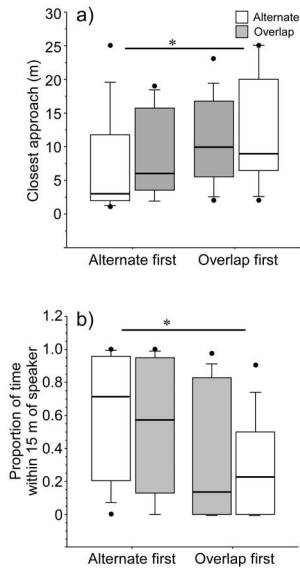 a)
Alternate
Overlap
*
Closest approach (m)
30
25
20
15
10
5
0
Alternate first
Overlap first
b)
*
Proportion of time
within 15 m of speaker
1.2
1.0
0.8
0.6
0.4
0.2
0
Alternate first
Overlap first